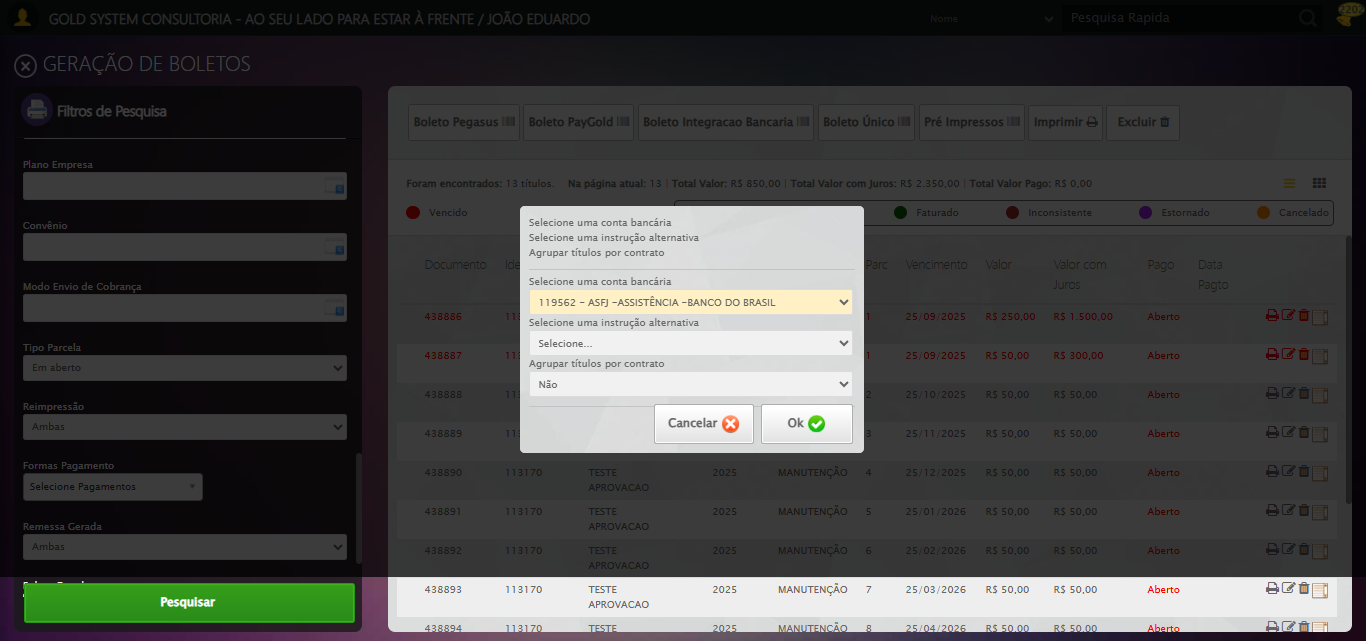 GOLD SYSTEM CONSULTORIA - AO SEU LADO PARA ESTAR À FRENTE / JOÃO EDUARDO
Nome
Pesquisa Rapida
2202
GERAÇÃO DE BOLETOS
Filtros de Pesquisa
Plano Empresa
Convênio
Modo Envio de Cobrança
Tipo Parcela
Em aberto
Reimpressão
Ambas
Formas Pagamento
Selecione Pagamentos
Remessa Gerada
Ambas
Pesquisar
Boleto Pegasus
Boleto PayGold
Boleto Integracao Bancaria
Boleto Único
Pré Impressos
Imprimir
Excluir
Foram encontrados: 13 títulos. Na página atual: 13 | Total Valor: R$ 850,00 | Total Valor com Juros: R$ 2.350,00 | Total Valor Pago: R$ 0,00
Vencido
Faturado
Inconsistente
Estornado
Cancelado
Selecione uma conta bancária
Selecione uma instrução alternativa
Agrupar títulos por contrato
Selecione uma conta bancária
119562 - ASFJ -ASSISTÊNCIA -BANCO DO BRASIL
Selecione uma instrução alternativa
Selecione...
Agrupar títulos por contrato
Não
Cancelar
Ok
Documento Parc Vencimento Valor Valor com Juros Pago Data Pagto
438886 1 25/09/2025 R$ 250,00 R$ 1.500,00 Aberto
438887 1 25/09/2025 R$ 50,00 R$ 300,00 Aberto
438888 2 25/10/2025 R$ 50,00 R$ 50,00 Aberto
438889 3 25/11/2025 R$ 50,00 R$ 50,00 Aberto
438890 113170 TESTE APROVACAO 2025 MANUTENÇÃO 4 25/12/2025 R$ 50,00 R$ 50,00 Aberto
438891 113170 TESTE APROVACAO 2025 MANUTENÇÃO 5 25/01/2026 R$ 50,00 R$ 50,00 Aberto
438892 113170 TESTE APROVACAO 2025 MANUTENÇÃO 6 25/02/2026 R$ 50,00 R$ 50,00 Aberto
438893 113170 TESTE APROVACAO 2025 MANUTENÇÃO 7 25/03/2026 R$ 50,00 R$ 50,00 Aberto
438894 113170 TESTE 2025 MANUTENÇÃO 8 25/04/2026 R$ 50,00 R$ 50,00 Aberto